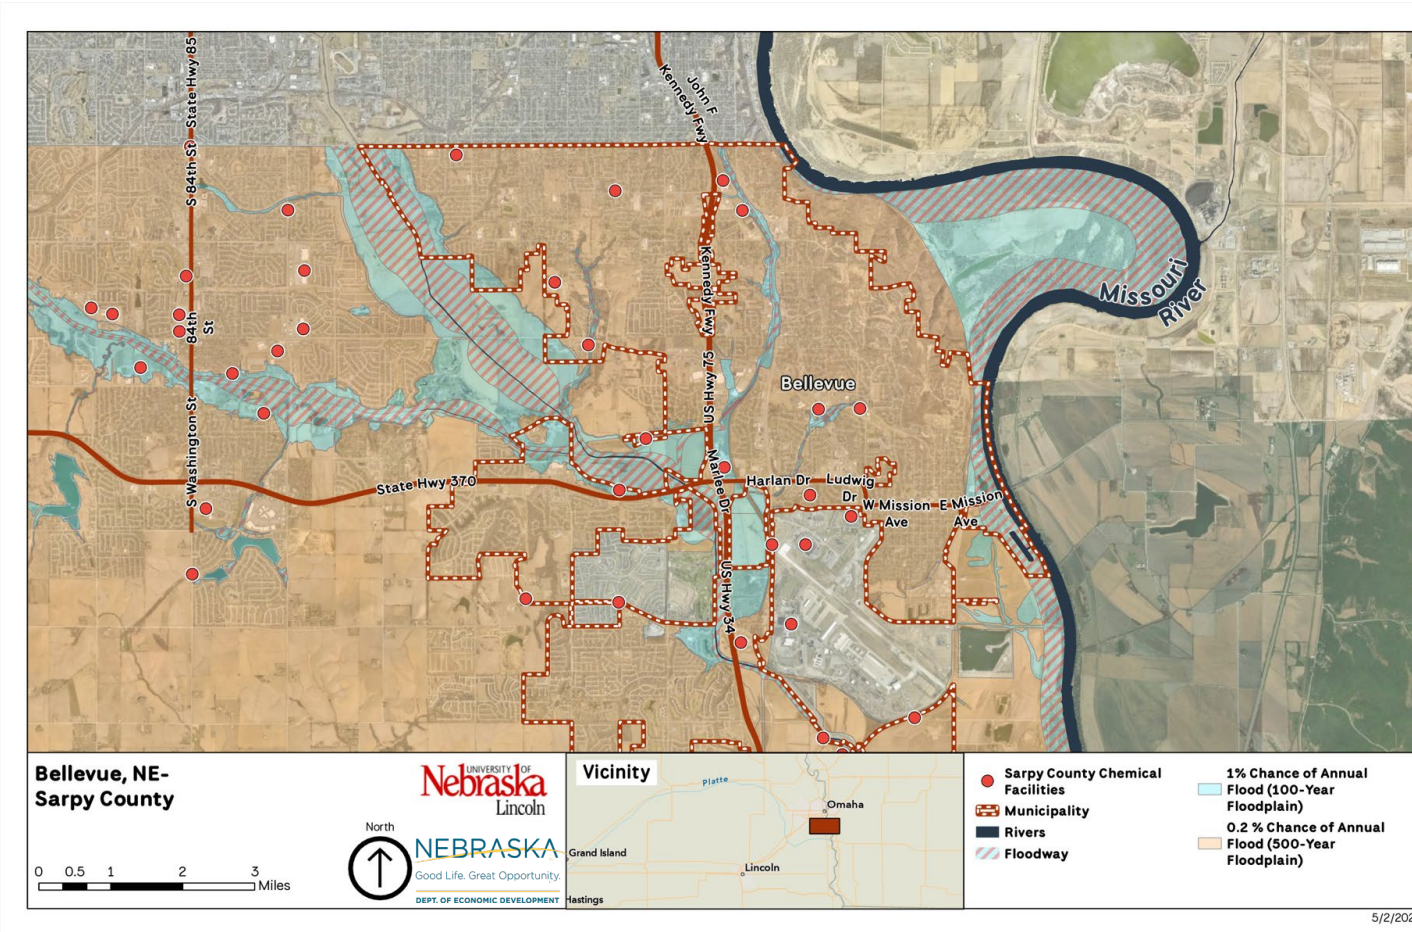 State Hwy 85
S 84th St
84th
St
S Washington St
John F
Kennedy Fwy
Kennedy Fwy
US Hwy 75
Marlee Dr
US Hwy 34
State Hwy 370
Harlan Dr
Ludwig
Dr
W Mission
Ave
E Mission
Ave
Bellevue
Missouri
River
Bellevue, NE-
Sarpy County
0 0.5 1 2 3
Miles
North
UNIVERSITY OF
Nebraska
Lincoln
NEBRASKA
Good Life. Great Opportunity.
DEPT. OF ECONOMIC DEVELOPMENT
Vicinity
Platte
Omaha
Grand Island
Lincoln
Hastings
Sarpy County Chemical
Facilities
Municipality
Rivers
Floodway
1% Chance of Annual
Flood (100-Year
Floodplain)
0.2 % Chance of Annual
Flood (500-Year
Floodplain)
5/2/202